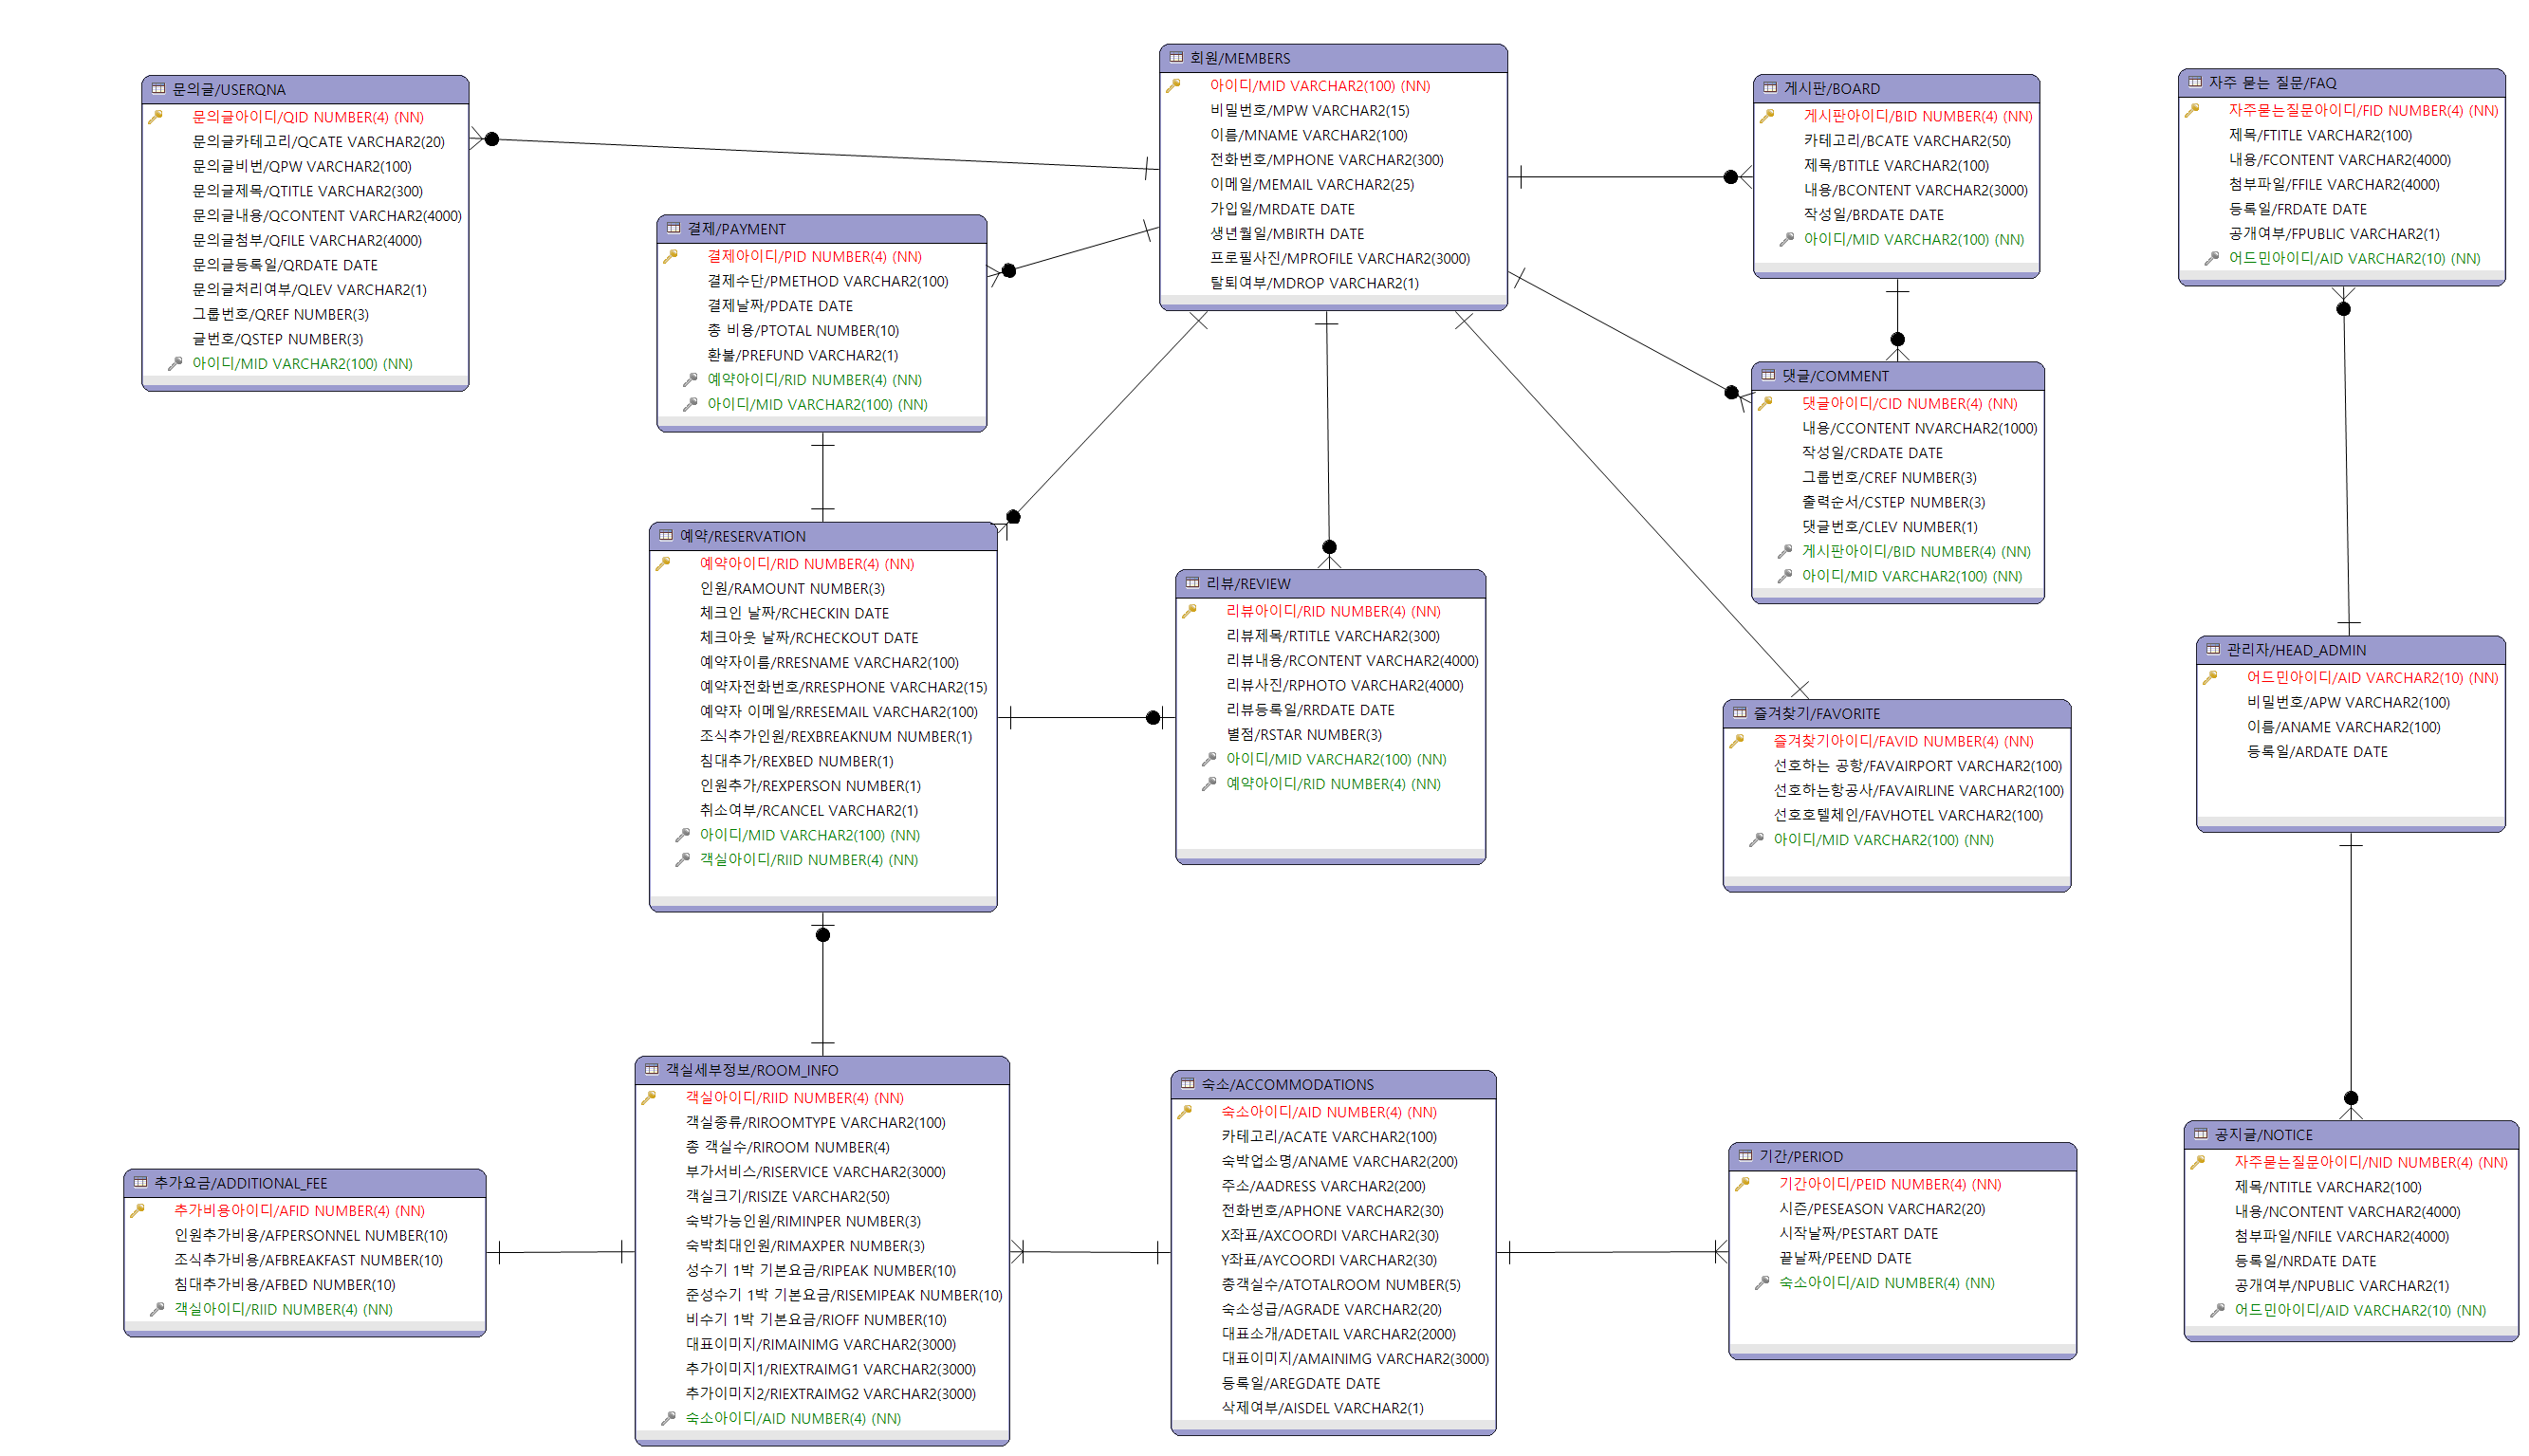 문의글/USERQNA
문의글아이디/QID NUMBER(4) (NN)
문의글카테고리/QCATE VARCHAR2(20)
문의글비번/QPW VARCHAR2(100)
문의글제목/QTITLE VARCHAR2(300)
문의글내용/QCONTENT VARCHAR2(4000)
문의글첨부/QFILE VARCHAR2(4000)
문의글등록일/QRDATE DATE
문의글처리여부/QLEV VARCHAR2(1)
그룹번호/QREF NUMBER(3)
글번호/QSTEP NUMBER(3)
아이디/MID VARCHAR2(100) (NN)
결제/PAYMENT
결제아이디/PID NUMBER(4) (NN)
결제수단/PMETHOD VARCHAR2(100)
결제날짜/PDATE DATE
종 비용/PTOTAL NUMBER(10)
환불/PREFUND VARCHAR2(1)
예약아이디/RID NUMBER(4) (NN)
아이디/MID VARCHAR2(100) (NN)
회원/MEMBERS
아이디/MID VARCHAR2(100) (NN)
비밀번호/MPW VARCHAR2(15)
이름/MNAME VARCHAR2(100)
전화번호/MPHONE VARCHAR2(300)
이메일/MEMAIL VARCHAR2(25)
가입일/MRDATE DATE
생년월일/MBIRTH DATE
프로필사진/MPROFILE VARCHAR2(3000)
탈퇴여부/MDROP VARCHAR2(1)
게시판/BOARD
게시판아이디/BID NUMBER(4) (NN)
카테고리/BCATE VARCHAR2(50)
제목/BTITLE VARCHAR2(100)
내용/BCONTENT VARCHAR2(3000)
작성일/BRDATE DATE
아이디/MID VARCHAR2(100) (NN)
자주 묻는 질문/FAQ
자주묻는질문아이디/FID NUMBER(4) (NN)
제목/FTITLE VARCHAR2(100)
내용/FCONTENT VARCHAR2(4000)
첨부파일/FFILE VARCHAR2(4000)
등록일/FRDATE DATE
공개여부/FPUBLIC VARCHAR2(1)
어드민아이디/AID VARCHAR2(10) (NN)
댓글/COMMENT
댓글아이디/CID NUMBER(4) (NN)
내용/CCONTENT NVARCHAR2(1000)
작성일/CRDATE DATE
그룹번호/CREF NUMBER(3)
출력순서/CSTEP NUMBER(3)
댓글번호/CLEV NUMBER(1)
게시판아이디/BID NUMBER(4) (NN)
아이디/MID VARCHAR2(100) (NN)
예약/RESERVATION
예약아이디/RID NUMBER(4) (NN)
인원/RAMOUNT NUMBER(3)
체크인 날짜/RCHECKIN DATE
체크아웃 날짜/RCHECKOUT DATE
예약자이름/RRESNAME VARCHAR2(100)
예약자전화번호/RRESPHONE VARCHAR2(15)
예약자 이메일/RRESEMAIL VARCHAR2(100)
조식추가인원/REXBREAKNUM NUMBER(1)
침대추가/REXBED NUMBER(1)
인원추가/REXPERSON NUMBER(1)
취소여부/RCANCEL VARCHAR2(1)
아이디/MID VARCHAR2(100) (NN)
객실아이디/RIID NUMBER(4) (NN)
리뷰/REVIEW
리뷰아이디/RID NUMBER(4) (NN)
리뷰제목/RTITLE VARCHAR2(300)
리뷰내용/RCONTENT VARCHAR2(4000)
리뷰사진/RPHOTO VARCHAR2(4000)
리뷰등록일/RRDATE DATE
별점/RSTAR NUMBER(3)
아이디/MID VARCHAR2(100) (NN)
예약아이디/RID NUMBER(4) (NN)
즐겨찾기/FAVORITE
즐겨찾기아이디/FAVID NUMBER(4) (NN)
선호하는 공항/FAVAIRPORT VARCHAR2(100)
선호하는항공사/FAVAIRLINE VARCHAR2(100)
선호호텔체인/FAVHOTEL VARCHAR2(100)
아이디/MID VARCHAR2(100) (NN)
관리자/HEAD_ADMIN
어드민아이디/AID VARCHAR2(10) (NN)
비밀번호/APW VARCHAR2(100)
이름/ANAME VARCHAR2(100)
등록일/ARDATE DATE
추가요금/ADDITIONAL_FEE
추가비용아이디/AFID NUMBER(4) (NN)
인원추가비용/AFPERSONNEL NUMBER(10)
조식추가비용/AFBREAKFAST NUMBER(10)
침대추가비용/AFBED NUMBER(10)
객실아이디/RIID NUMBER(4) (NN)
객실세부정보/ROOM_INFO
객실아이디/RIID NUMBER(4) (NN)
객실종류/RIROOMTYPE VARCHAR2(100)
총 객실수/RIROOM NUMBER(4)
부가서비스/RISERVICE VARCHAR2(3000)
객실크기/RISIZE VARCHAR2(50)
숙박가능인원/RIMINPER NUMBER(3)
숙박최대인원/RIMAXPER NUMBER(3)
성수기 1박 기본요금/RIPEAK NUMBER(10)
준성수기 1박 기본요금/RISEMIPEAK NUMBER(10)
비수기 1박 기본요금/RIOFF NUMBER(10)
대표이미지/RIMAINIMG VARCHAR2(3000)
추가이미지1/RIEXTRAIMG1 VARCHAR2(3000)
추가이미지2/RIEXTRAIMG2 VARCHAR2(3000)
숙소아이디/AID NUMBER(4) (NN)
숙소/ACCOMMODATIONS
숙소아이디/AID NUMBER(4) (NN)
카테고리/ACATE VARCHAR2(100)
숙박업소명/ANAME VARCHAR2(200)
주소/AADRESS VARCHAR2(200)
전화번호/APHONE VARCHAR2(30)
X좌표/AXCOORDI VARCHAR2(30)
Y좌표/AYCOORDI VARCHAR2(30)
총객실수/ATOTALROOM NUMBER(5)
숙소성급/AGRADE VARCHAR2(20)
대표소개/ADETAIL VARCHAR2(2000)
대표이미지/AMAINIMG VARCHAR2(3000)
등록일/AREGDATE DATE
삭제여부/AISDEL VARCHAR2(1)
기간/PERIOD
기간아이디/PEID NUMBER(4) (NN)
시즌/PESEASON VARCHAR2(20)
시작날짜/PESTART DATE
끝날짜/PEEND DATE
숙소아이디/AID NUMBER(4) (NN)
공지글/NOTICE
자주묻는질문아이디/NID NUMBER(4) (NN)
제목/NTITLE VARCHAR2(100)
내용/NCONTENT VARCHAR2(4000)
첨부파일/NFILE VARCHAR2(4000)
등록일/NRDATE DATE
공개여부/NPUBLIC VARCHAR2(1)
어드민아이디/AID VARCHAR2(10) (NN)